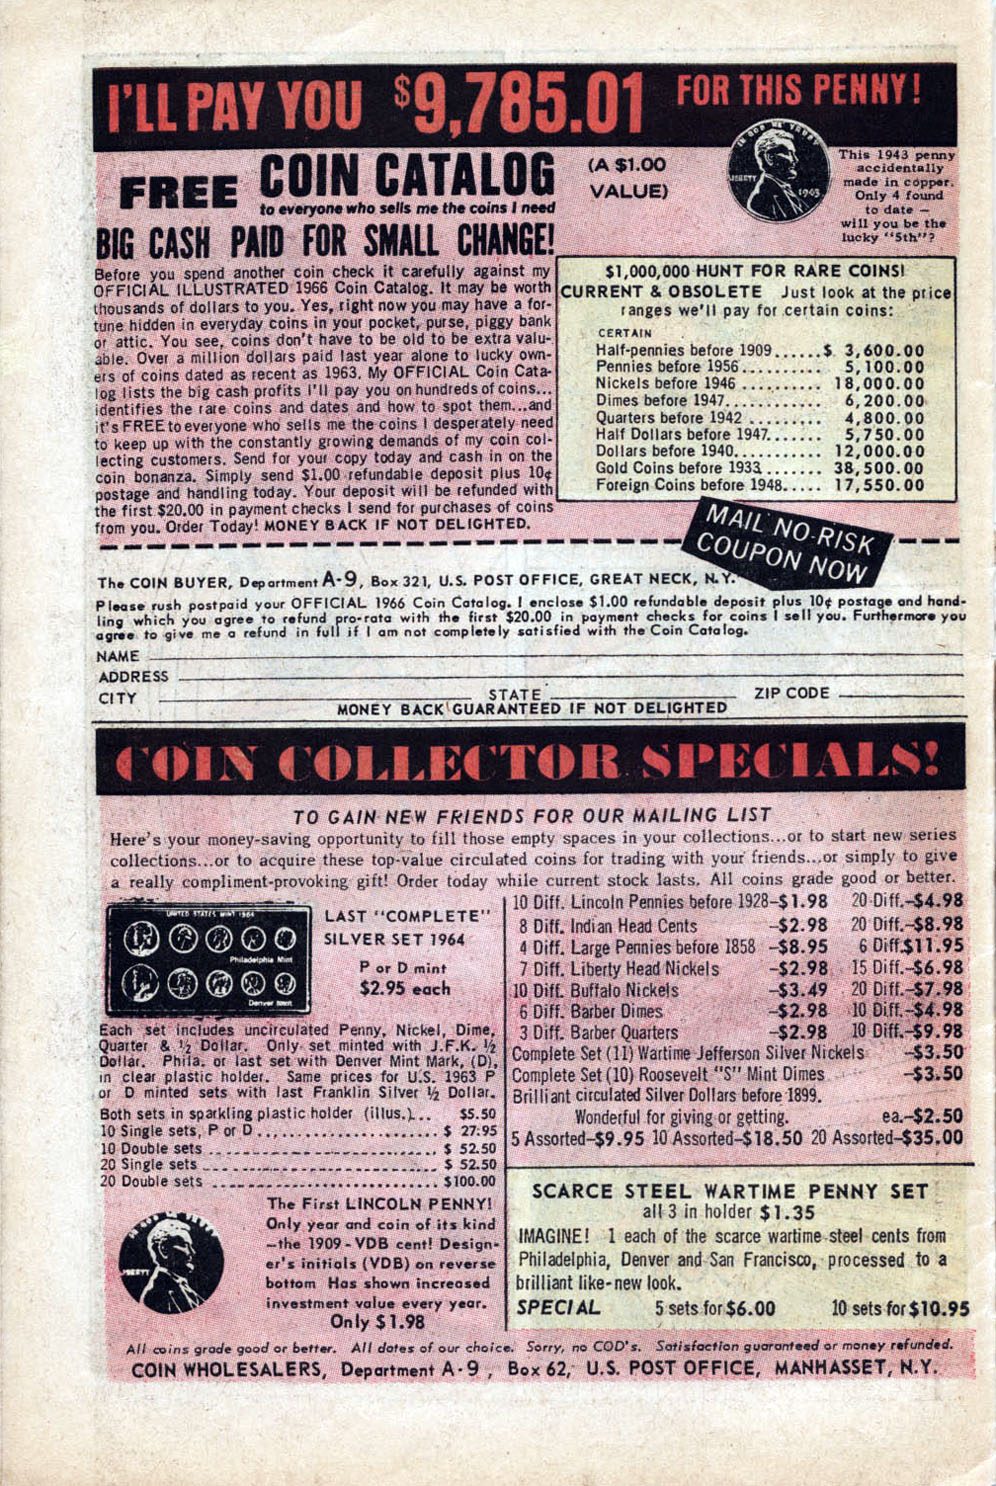 I'LL PAY YOU $9,785.01 FOR THIS PENNY!
FREE COIN CATALOG (A $1.00 VALUE)
to everyone who sells me the coins I need
BIG CASH PAID FOR SMALL CHANGE!
IN GOD WE TRUST
LIBERTY
1943
This 1943 penny
accidentally
made in copper.
Only 4 found
to date —
will you be the
lucky "5th"?
Before you spend another coin check it carefully against my
OFFICIAL ILLUSTRATED 1966 Coin Catalog. It may be worth
thousands of dollars to you. Yes, right now you may have a for-
tune hidden in everyday coins in your pocket, purse, piggy bank
or attic. You see, coins don't have to be old to be extra valu-
able. Over a million dollars paid last year alone to lucky own-
ers of coins dated as recent as 1963. My OFFICIAL Coin Cata-
log lists the big cash profits I'll pay you on hundreds of coins...
identifies the rare coins and dates and how to spot them...and
it's FREE to everyone who sells me the coins I desperately need
to keep up with the constantly growing demands of my coin col-
lecting customers. Send for your copy today and cash in on the
coin bonanza. Simply send $1.00 refundable deposit plus 10¢
postage and handling today. Your deposit will be refunded with
the first $20.00 in payment checks I send for purchases of coins
from you. Order Today! MONEY BACK IF NOT DELIGHTED.
$1,000,000 HUNT FOR RARE COINS!
CURRENT & OBSOLETE Just look at the price
ranges we'll pay for certain coins:
CERTAIN
Half-pennies before 1909......$ 3,600.00
Pennies before 1956.......... 5,100.00
Nickels before 1946 .......... 18,000.00
Dimes before 1947............ 6,200.00
Quarters before 1942 ......... 4,800.00
Half Dollars before 1947....... 5,750.00
Dollars before 1940........... 12,000.00
Gold Coins before 1933........ 38,500.00
Foreign Coins before 1948..... 17,550.00
MAIL NO-RISK
COUPON NOW
The COIN BUYER, Department A-9, Box 321, U.S. POST OFFICE, GREAT NECK, N.Y.
Please rush postpaid your OFFICIAL 1966 Coin Catalog. I enclose $1.00 refundable deposit plus 10¢ postage and hand-
ling which you agree to refund pro-rata with the first $20.00 in payment checks for coins I sell you. Furthermore you
agree to give me a refund in full if I am not completely satisfied with the Coin Catalog.
NAME
ADDRESS
CITY STATE ZIP CODE
MONEY BACK GUARANTEED IF NOT DELIGHTED
COIN COLLECTOR SPECIALS!
TO GAIN NEW FRIENDS FOR OUR MAILING LIST
Here's your money-saving opportunity to fill those empty spaces in your collections...or to start new series
collections...or to acquire these top-value circulated coins for trading with your friends...or simply to give
a really compliment-provoking gift! Order today while current stock lasts. All coins grade good or better.
UNITED STATES MINT 1964
Philadelphia Mint
Denver Mint
LAST "COMPLETE"
SILVER SET 1964
P or D mint
$2.95 each
Each set includes uncirculated Penny, Nickel, Dime,
Quarter & ½ Dollar. Only set minted with J.F.K. ½
Dollar. Phila. or last set with Denver Mint Mark, (D),
in clear plastic holder. Same prices for U.S. 1963 P
or D minted sets with last Franklin Silver ½ Dollar.
Both sets in sparkling plastic holder (illus.)... $5.50
10 Single sets, P or D .................... $ 27.95
10 Double sets .................... $ 52.50
20 Single sets .................... $ 52.50
20 Double sets .................... $100.00
LIBERTY
The First LINCOLN PENNY!
Only year and coin of its kind
—the 1909-VDB cent! Design-
er's initials (VDB) on reverse
bottom Has shown increased
investment value every year.
Only $1.98
10 Diff. Lincoln Pennies before 1928-$1.98 20 Diff.-$4.98
8 Diff. Indian Head Cents -$2.98 20 Diff.-$8.98
4 Diff. Large Pennies before 1858 -$8.95 6 Diff.$11.95
7 Diff. Liberty Head Nickels -$2.98 15 Diff.-$6.98
10 Diff. Buffalo Nickels -$3.49 20 Diff.-$7.98
6 Diff. Barber Dimes -$2.98 10 Diff.-$4.98
3 Diff. Barber Quarters -$2.98 10 Diff.-$9.98
Complete Set (11) Wartime Jefferson Silver Nickels -$3.50
Complete Set (10) Roosevelt "S" Mint Dimes -$3.50
Brilliant circulated Silver Dollars before 1899.
Wonderful for giving or getting. ea.-$2.50
5 Assorted-$9.95 10 Assorted-$18.50 20 Assorted-$35.00
SCARCE STEEL WARTIME PENNY SET
all 3 in holder $1.35
IMAGINE! 1 each of the scarce wartime steel cents from
Philadelphia, Denver and San Francisco, processed to a
brilliant like-new look.
SPECIAL 5 sets for $6.00 10 sets for $10.95
All coins grade good or better. All dates of our choice. Sorry, no COD's. Satisfaction guaranteed or money refunded.
COIN WHOLESALERS, Department A-9, Box 62, U.S. POST OFFICE, MANHASSET, N.Y.